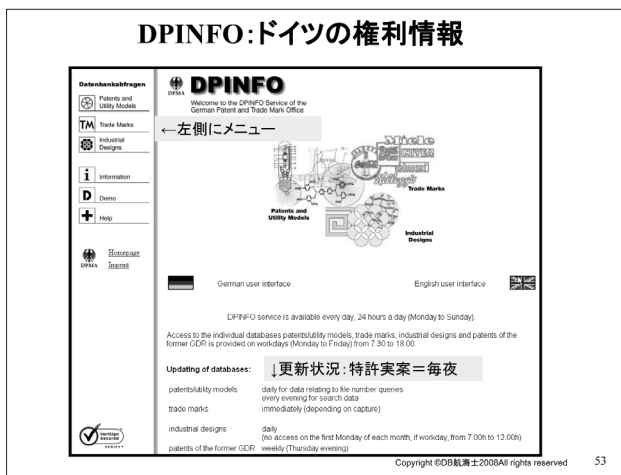 DPINFO:ドイツの権利情報
Datenbankabfragen
Patents and
Utility Models
TM Trade Marks
Industrial
Designs
i Information
D Demo
Help
DPMA
Homepage
Imprint
DPMA
DPINFO
Welcome to the DPINFO Service of the
German Patent and Trade Mark Office
←左側にメニュー
Miele
NIVEA
Kellogg's
Trade Marks
Patents and
Utility Models
Industrial
Designs
German user interface
English user interface
DPINFO service is available every day, 24 hours a day (Monday to Sunday).
Access to the individual databases patents/utility models, trade marks, industrial designs and patents of the
former GDR is provided on workdays (Monday to Friday) from 7.30 to 18.00.
Updating of databases:
↓更新状況:特許実案=毎夜
patents/utility models daily for data relating to file number queries
every evening for search data
trade marks immediately (depending on capture)
industrial designs daily
(no access on the first Monday of each month, if workday, from 7.00h to 12.00h)
patents of the former GDR weekly (Thursday evening)
VeriSign
Secured
Copyright ©DB航海士2008All rights reserved
53